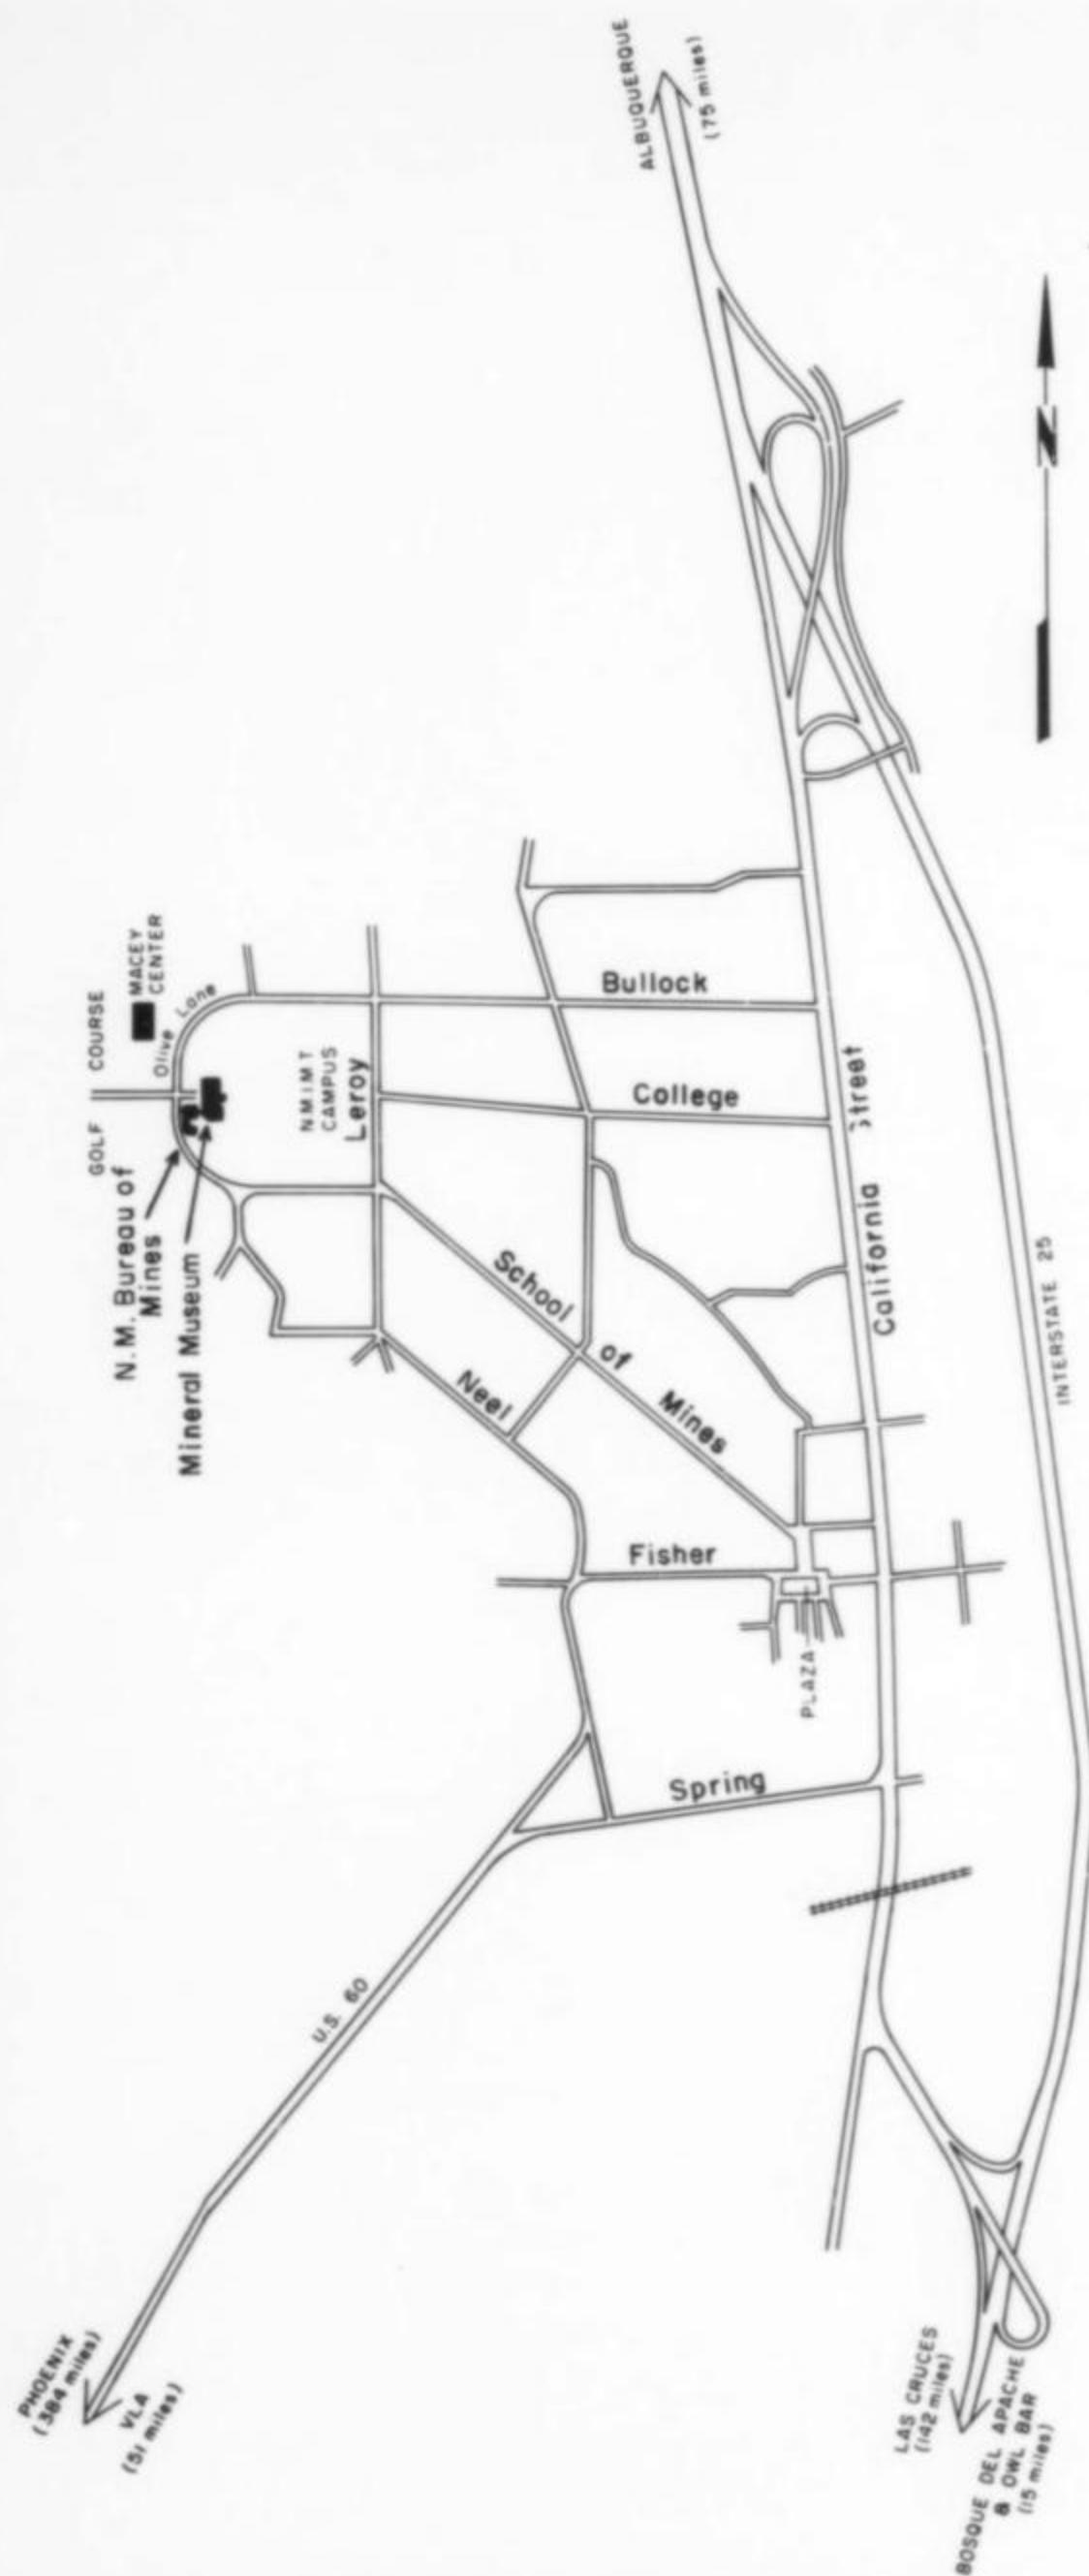 ALBUQUERQUE
(75 miles)
N
MACEY
CENTER
GOLF COURSE
Olive Lane
N M I M T
CAMPUS
Leroy
Bullock
College
California Street
N.M. Bureau of
Mines
Mineral Museum
School of Mines
Neel
INTERSTATE 25
Fisher
PLAZA
Spring
U.S. 60
PHOENIX
(384 miles)
VLA
(51 miles)
LAS CRUCES
(142 miles)
BOSQUE DEL APACHE
& OWL BAR
(15 miles)